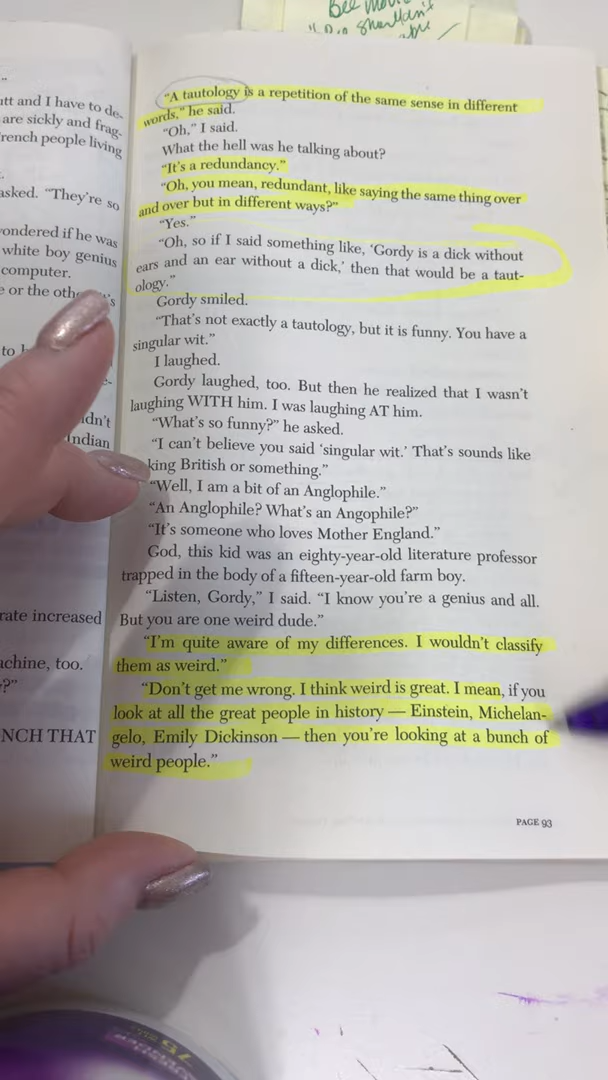 Bee Movie
utt and I have to de-
are sickly and frag-
rench people living
asked. "They're so
ondered if he was
white boy genius
computer.
e or the
to
idn't
Indian
rate increased
achine, too.
?"
NCH THAT
"A tautology is a repetition of the same sense in different
words," he said.
"Oh," I said.
What the hell was he talking about?
"It's a redundancy."
"Oh, you mean, redundant, like saying the same thing over
and over but in different ways?"
"Yes."
"Oh, so if I said something like, 'Gordy is a dick without
ears and an ear without a dick,' then that would be a taut-
ology."
Gordy smiled.
"That's not exactly a tautology, but it is funny. You have a
singular wit."
I laughed.
Gordy laughed, too. But then he realized that I wasn't
laughing WITH him. I was laughing AT him.
"What's so funny?" he asked.
"I can't believe you said 'singular wit.' That's sounds like
king British or something."
"Well, I am a bit of an Anglophile."
"An Anglophile? What's an Angophile?"
"It's someone who loves Mother England."
God, this kid was an eighty-year-old literature professor
trapped in the body of a fifteen-year-old farm boy.
"Listen, Gordy," I said. "I know you're a genius and all.
But you are one weird dude."
"I'm quite aware of my differences. I wouldn't classify
them as weird."
"Don't get me wrong. I think weird is great. I mean, if you
look at all the great people in history — Einstein, Michelan-
gelo, Emily Dickinson — then you're looking at a bunch of
weird people."
PAGE 93
75